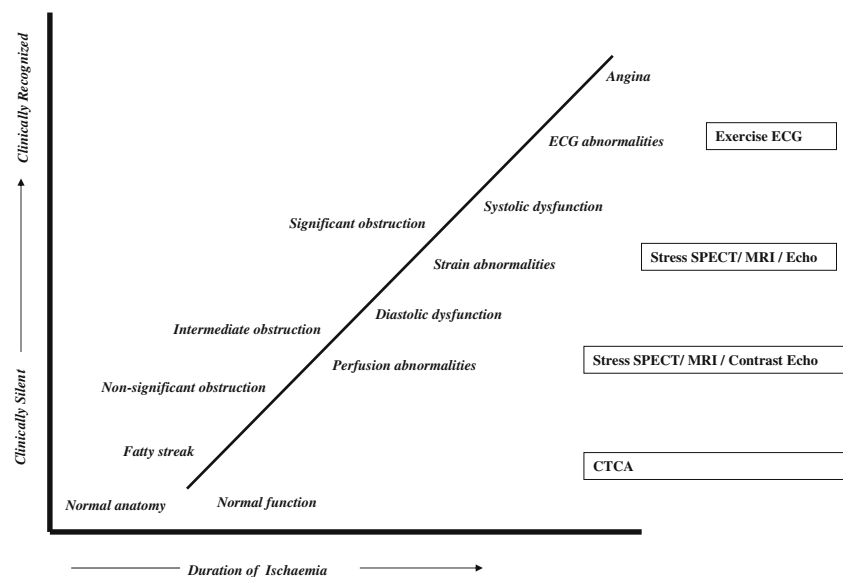 Clinically Recognized
Clinically Silent
Angina
ECG abnormalities
Exercise ECG
Systolic dysfunction
Significant obstruction
Strain abnormalities
Stress SPECT/ MRI / Echo
Diastolic dysfunction
Intermediate obstruction
Perfusion abnormalities
Stress SPECT/ MRI / Contrast Echo
Non-significant obstruction
Fatty streak
CTCA
Normal anatomy
Normal function
Duration of Ischaemia